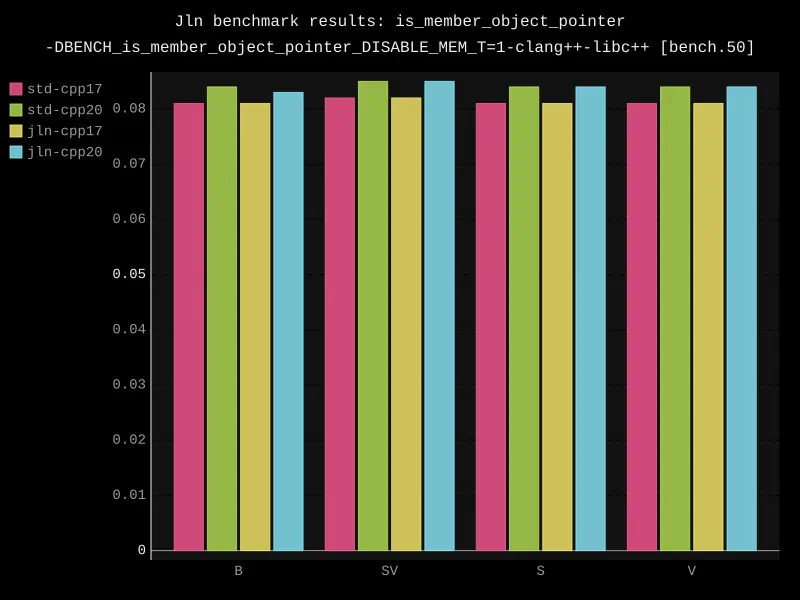 Jln benchmark results: is_member_object_pointer
-DBENCH_is_member_object_pointer_DISABLE_MEM_T=1-clang++-libc++ [bench.50]
std-cpp17
std-cpp20
jln-cpp17
jln-cpp20
0.08
0.07
0.06
0.05
0.04
0.03
0.02
0.01
0
B SV S V